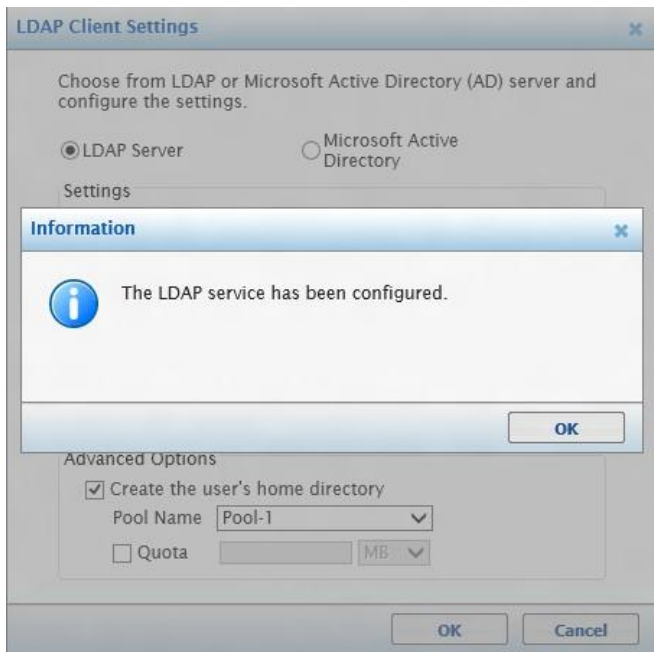 LDAP Client Settings
Choose from LDAP or Microsoft Active Directory (AD) server and
configure the settings.
LDAP Server
Microsoft Active
Directory
Settings
Information
The LDAP service has been configured.
OK
Advanced Options
Create the user's home directory
Pool Name Pool-1
Quota MB
OK Cancel